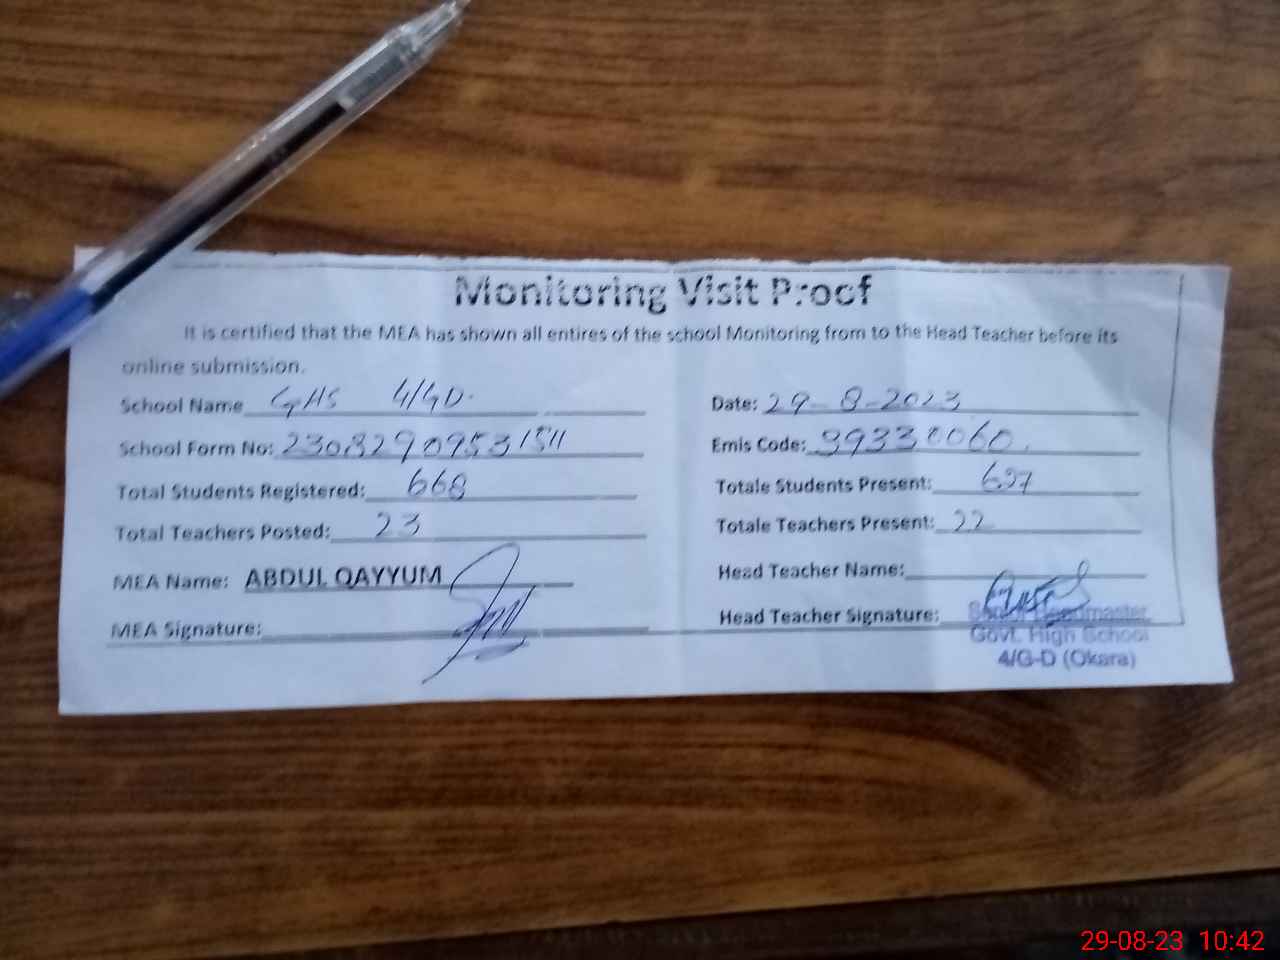 Monitoring Visit Proof
It is certified that the MEA has shown all entires of the school Monitoring from to the Head Teacher before its
online submission.
School Name GHS 4/GD. Date: 29-8-2023
School Form No: 23082909531511 Emis Code: 39330060.
Total Students Registered: 668 Totale Students Present:
Total Teachers Posted: 23 Totale Teachers Present: 22
MEA Name: ABDUL QAYYUM Head Teacher Name:
MEA Signature: Head Teacher Signature:
Senior Headmaster
Govt. High School
4/G-D (Okara)
29-08-23 10:42